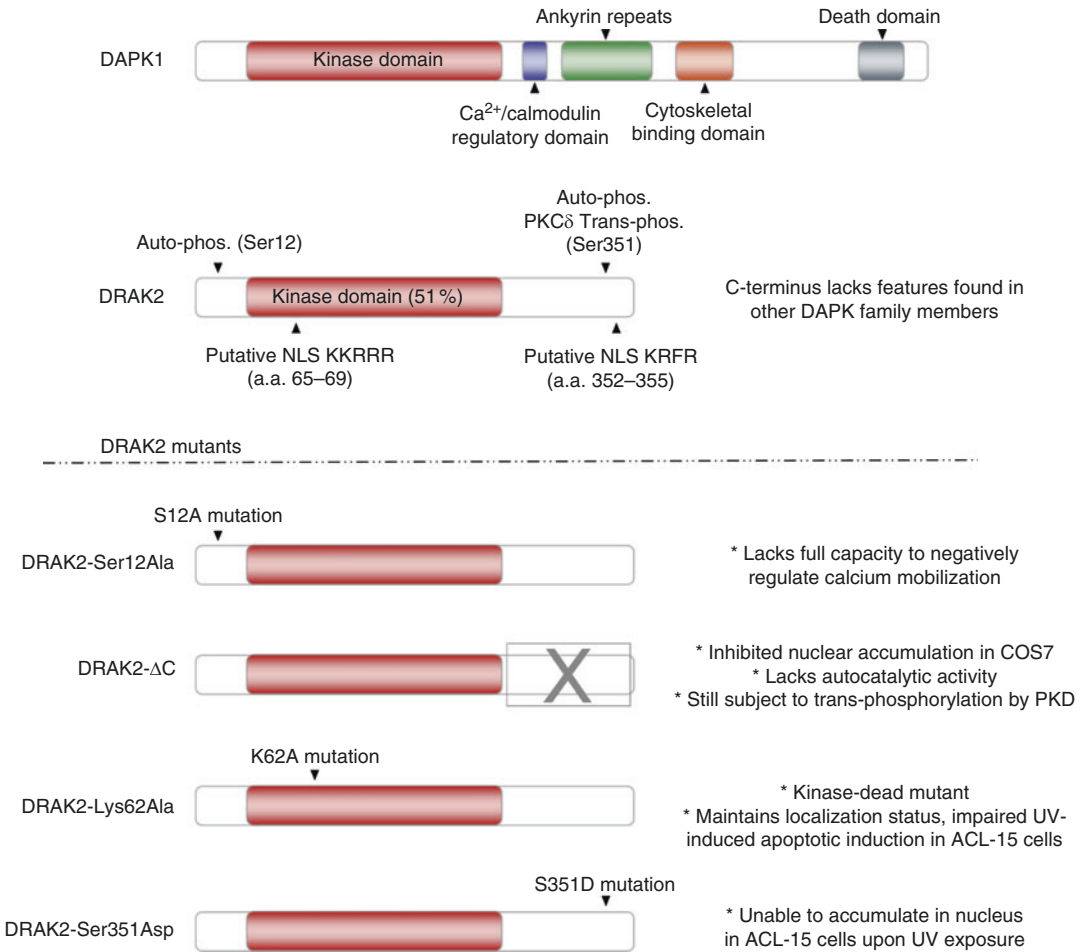 Ankyrin repeats
Death domain
DAPK1
Kinase domain
Ca2+/calmodulin
regulatory domain
Cytoskeletal
binding domain
Auto-phos. (Ser12)
Auto-phos.
PKCδ Trans-phos.
(Ser351)
DRAK2
Kinase domain (51%)
C-terminus lacks features found in
other DAPK family members
Putative NLS KKRRR
(a.a. 65–69)
Putative NLS KRFR
(a.a. 352–355)
DRAK2 mutants
S12A mutation
DRAK2-Ser12Ala
* Lacks full capacity to negatively
regulate calcium mobilization
DRAK2-ΔC
X
* Inhibited nuclear accumulation in COS7
* Lacks autocatalytic activity
* Still subject to trans-phosphorylation by PKD
K62A mutation
DRAK2-Lys62Ala
* Kinase-dead mutant
* Maintains localization status, impaired UV-
induced apoptotic induction in ACL-15 cells
S351D mutation
DRAK2-Ser351Asp
* Unable to accumulate in nucleus
in ACL-15 cells upon UV exposure